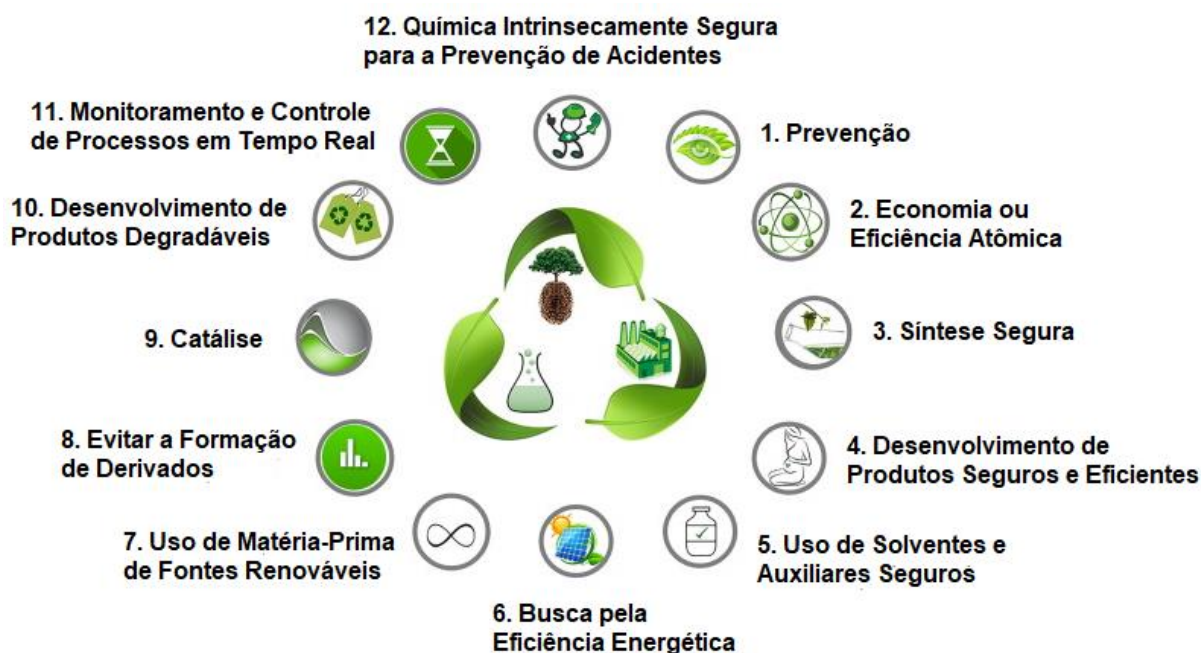 12. Química Intrinsecamente Segura
para a Prevenção de Acidentes
1. Prevenção
2. Economia ou
Eficiência Atômica
3. Síntese Segura
4. Desenvolvimento de
Produtos Seguros e Eficientes
5. Uso de Solventes e
Auxiliares Seguros
6. Busca pela
Eficiência Energética
7. Uso de Matéria-Prima
de Fontes Renováveis
8. Evitar a Formação
de Derivados
9. Catálise
10. Desenvolvimento de
Produtos Degradáveis
11. Monitoramento e Controle
de Processos em Tempo Real